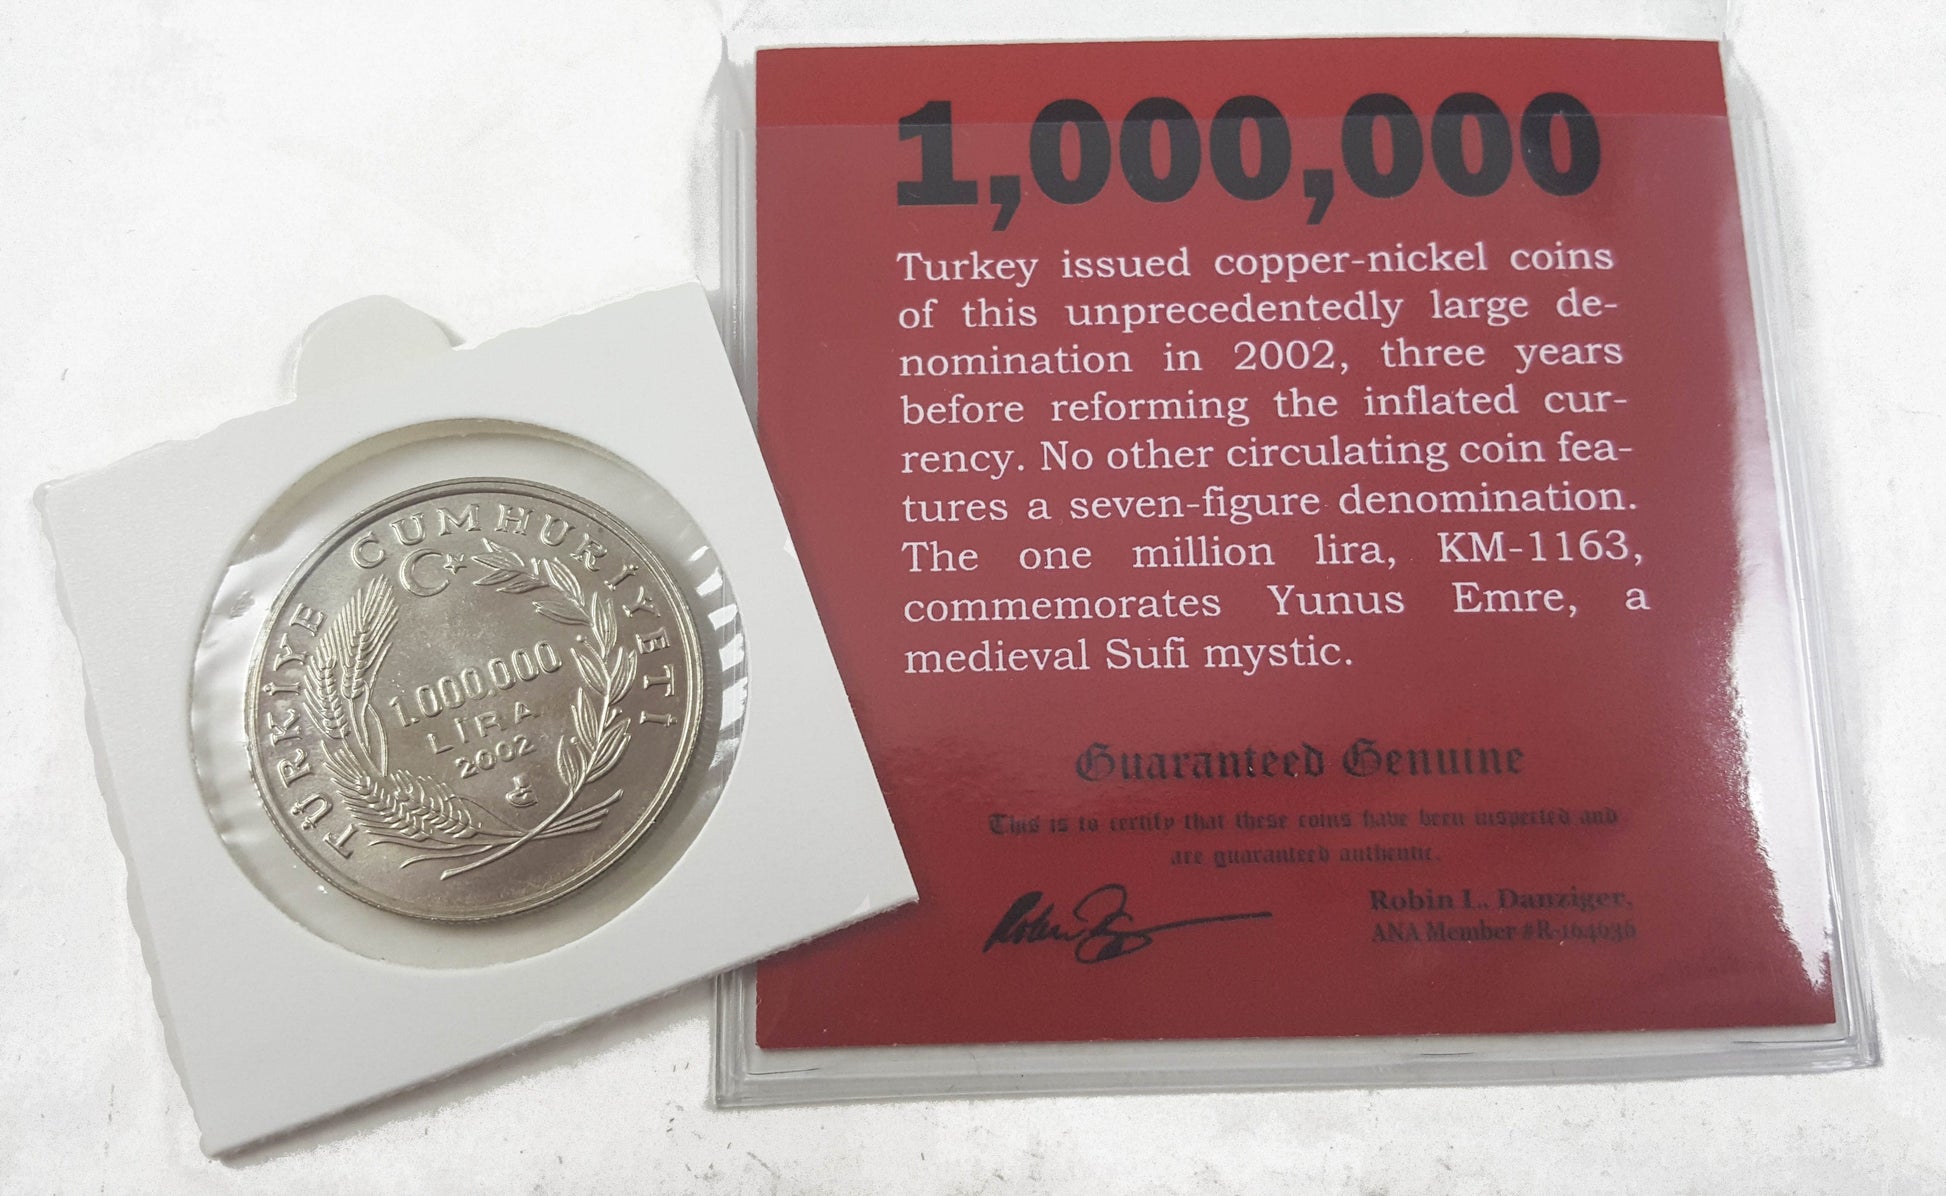 TÜRKİYE CUMHURİYETİ
1.000.000
LİRA
2002
1,000,000
Turkey issued copper-nickel coins
of this unprecedentedly large de-
nomination in 2002, three years
before reforming the inflated cur-
rency. No other circulating coin fea-
tures a seven-figure denomination.
The one million lira, KM-1163,
commemorates Yunus Emre, a
medieval Sufi mystic.
Guaranteed Genuine
This is to certify that these coins have been inspected and
are guaranteed authentic.
Robin L. Danziger,
ANA Member #R-164636